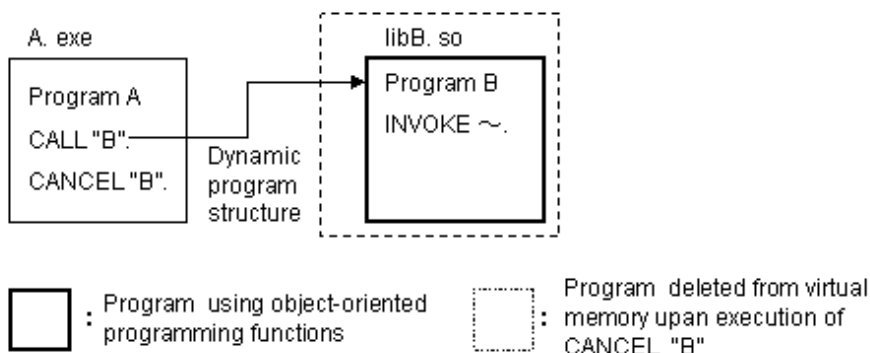 A. exe
Program A
CALL "B".
CANCEL "B".
Dynamic
program
structure
libB. so
Program B
INVOKE ～.
: Program using object-oriented
programming functions
: Program deleted from virtual
memory upan execution of
CANCEL "B"